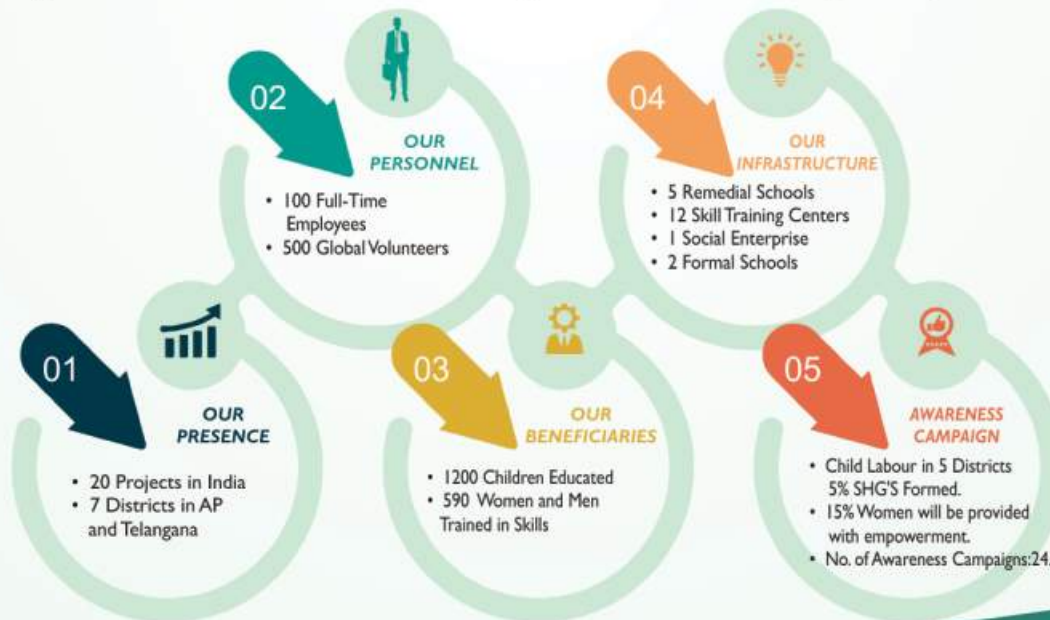 01
OUR
PRESENCE
• 20 Projects in India
• 7 Districts in AP
and Telangana
02
OUR
PERSONNEL
• 100 Full-Time
Employees
• 500 Global Volunteers
03
OUR
BENEFICIARIES
• 1200 Children Educated
• 590 Women and Men
Trained in Skills
04
OUR
INFRASTRUCTURE
• 5 Remedial Schools
• 12 Skill Training Centers
• 1 Social Enterprise
• 2 Formal Schools
05
AWARENESS
CAMPAIGN
• Child Labour in 5 Districts
5% SHG'S Formed.
• 15% Women will be provided
with empowerment.
• No. of Awareness Campaigns:24.